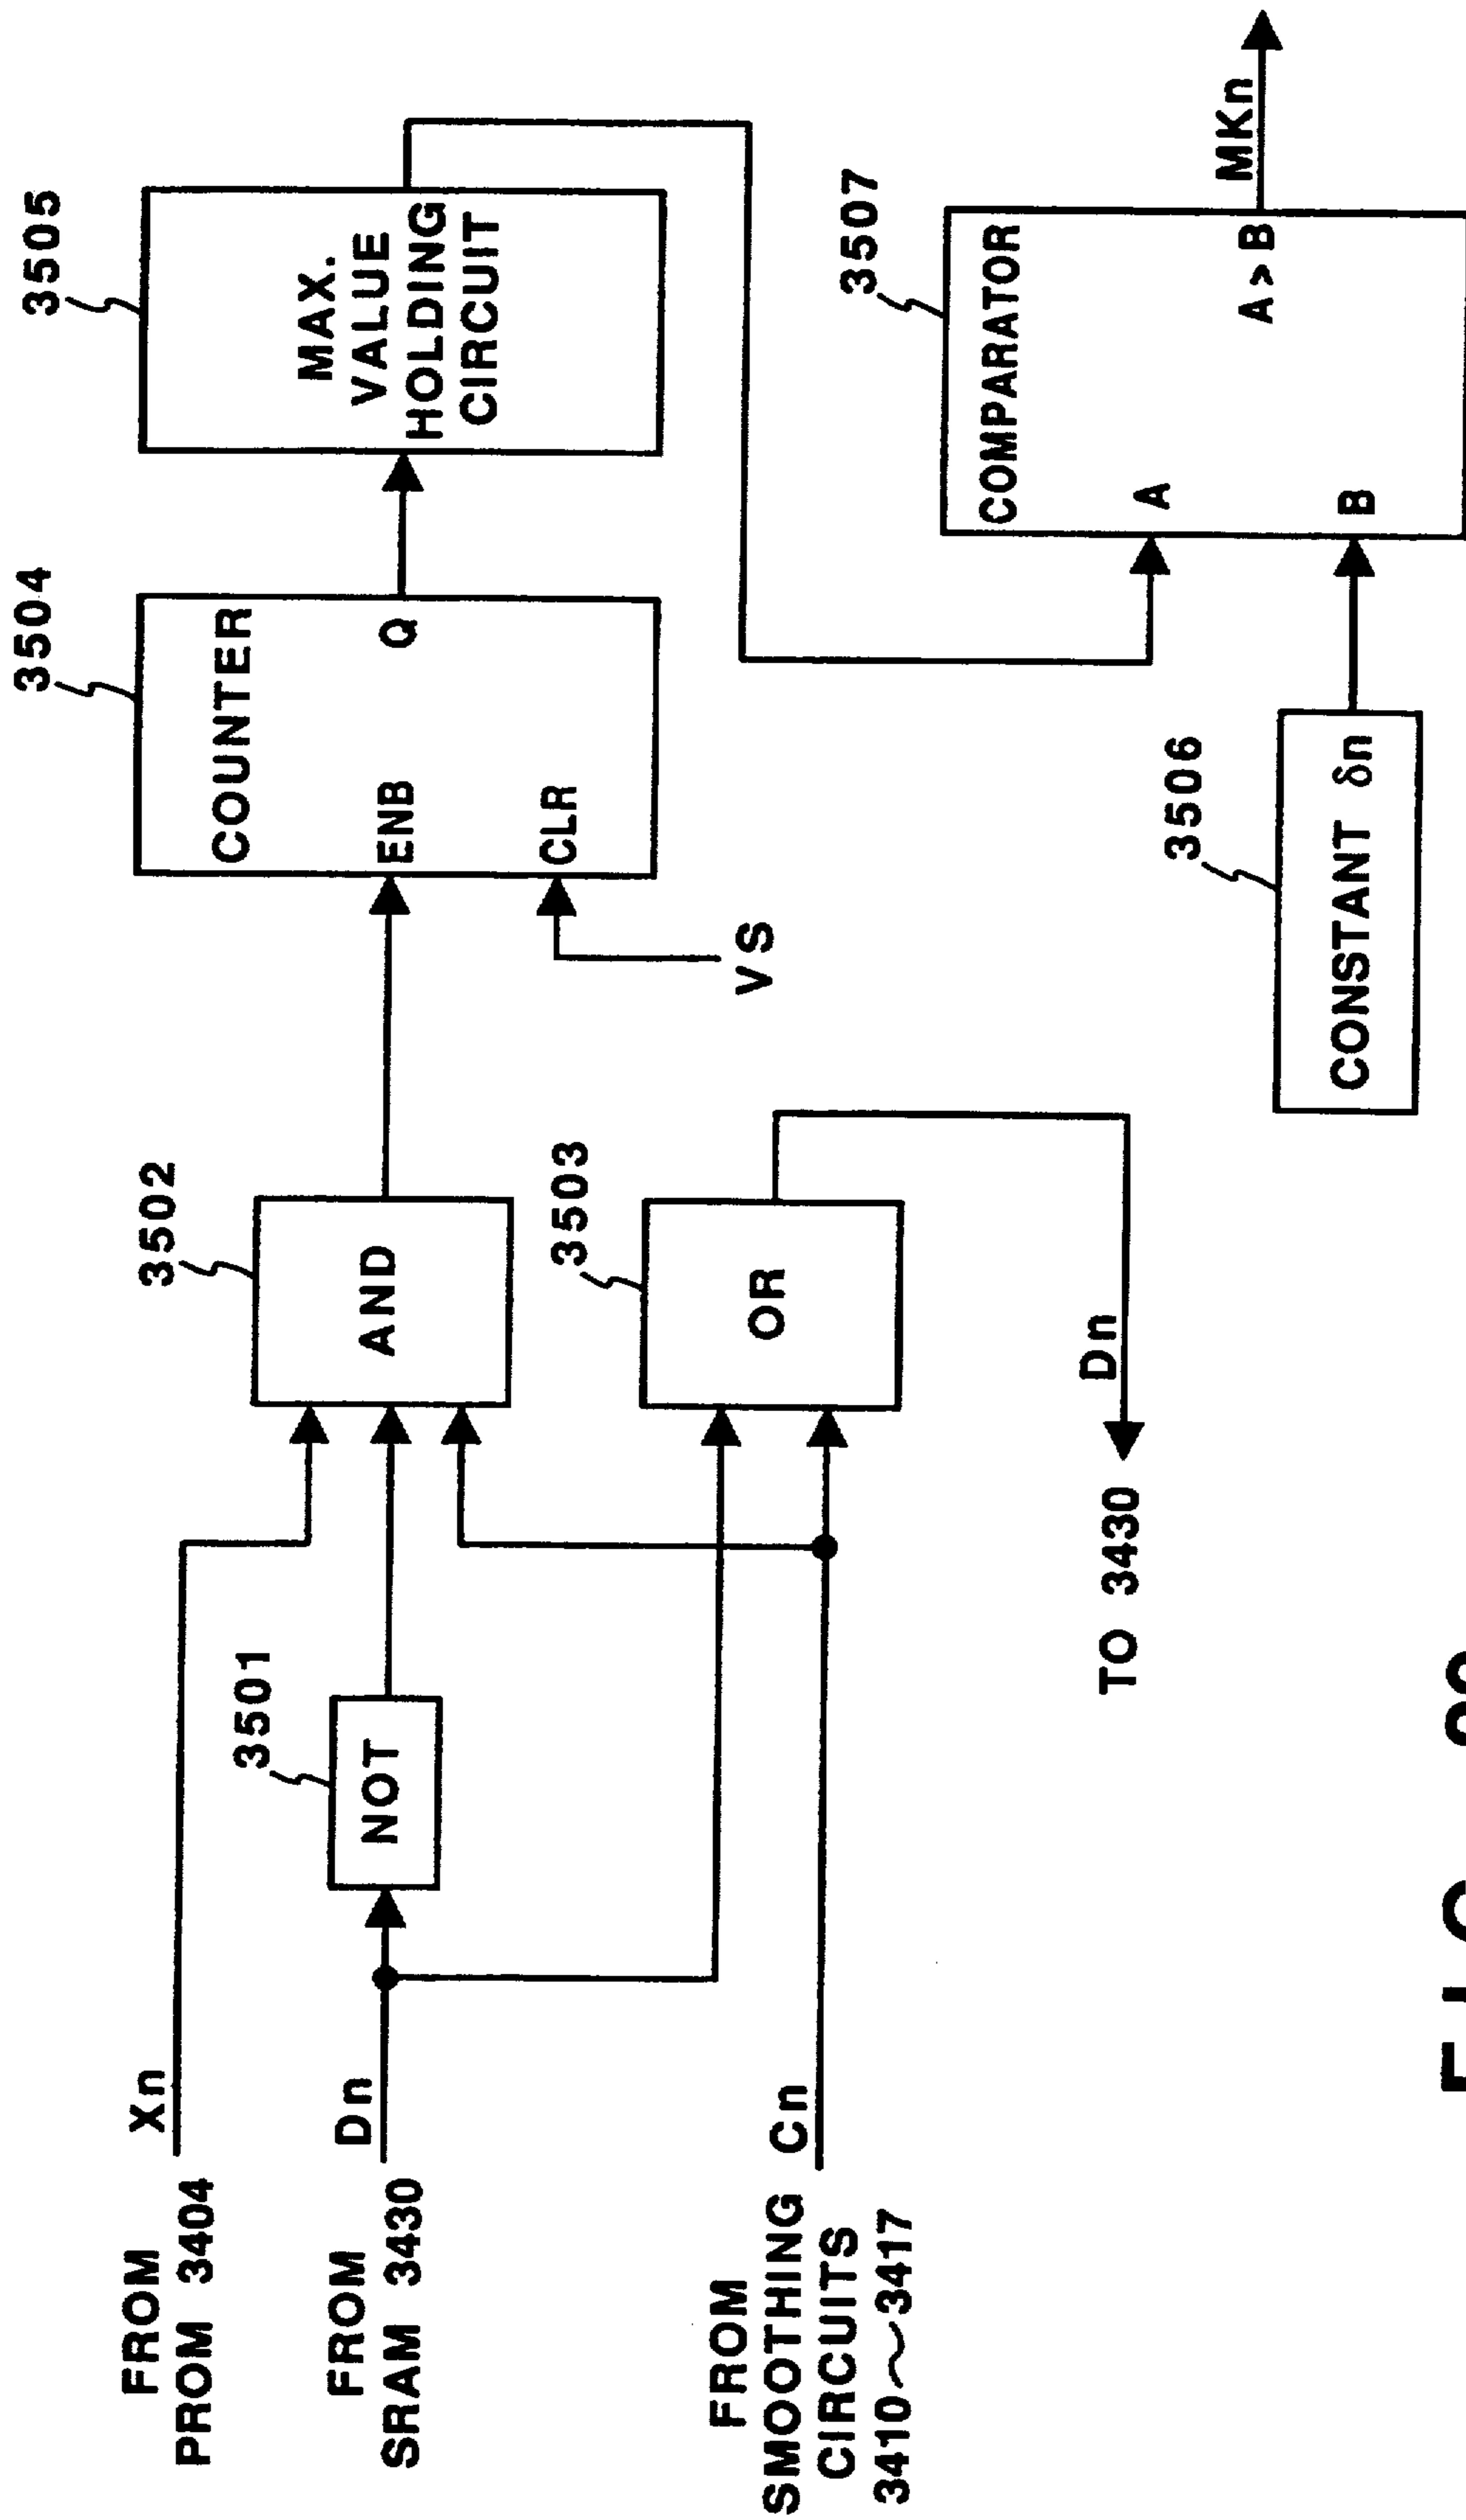 3505
MAX.
VALUE
HOLDING
CIRCUIT
3504
COUNTER
Q
ENB
CLR
VS
3502
AND
3501
NOT
3503
OR
Xn
FROM
PROM 3404
Dn
FROM
SRAM 3430
Cn
FROM
SMOOTHING
CIRCUITS
3410~3417
Dn
TO 3430
3507
COMPARATOR
A
B
A>B
MKn
3506
CONSTANT δn